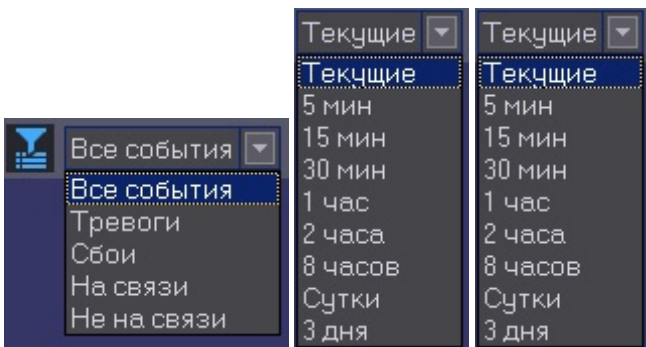 Все события
Все события
Тревоги
Сбои
На связи
Не на связи
Текущие
Текущие
5 мин
15 мин
30 мин
1 час
2 часа
8 часов
Сутки
3 дня
Текущие
Текущие
5 мин
15 мин
30 мин
1 час
2 часа
8 часов
Сутки
3 дня